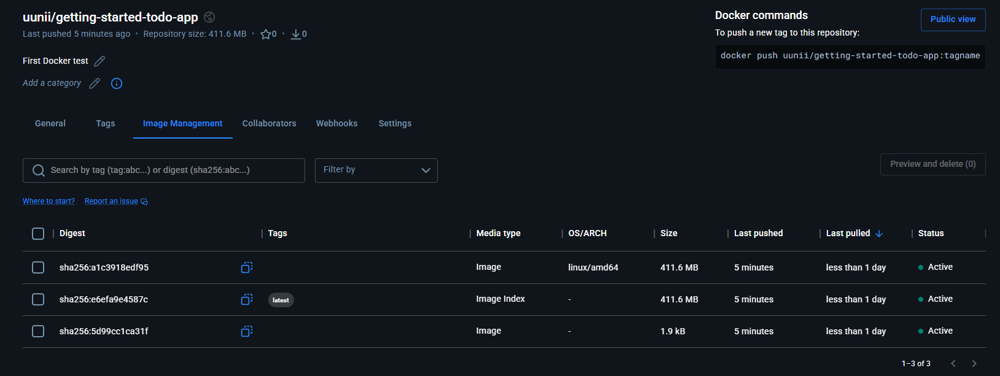 uunii/getting-started-todo-app
Last pushed 5 minutes ago • Repository size: 411.6 MB • 0 • 0
First Docker test
Add a category
Docker commands
Public view
To push a new tag to this repository:
docker push uunii/getting-started-todo-app:tagname
General Tags Image Management Collaborators Webhooks Settings
Search by tag (tag:abc...) or digest (sha256:abc...)
Filter by
Preview and delete (0)
Where to start? Report an issue
Digest Tags Media type OS/ARCH Size Last pushed Last pulled Status
sha256:a1c3918edf95 Image linux/amd64 411.6 MB 5 minutes less than 1 day Active
sha256:e6efa9e4587c latest Image Index - 411.6 MB 5 minutes less than 1 day Active
sha256:5d99cc1ca31f Image - 1.9 kB 5 minutes less than 1 day Active
1–3 of 3